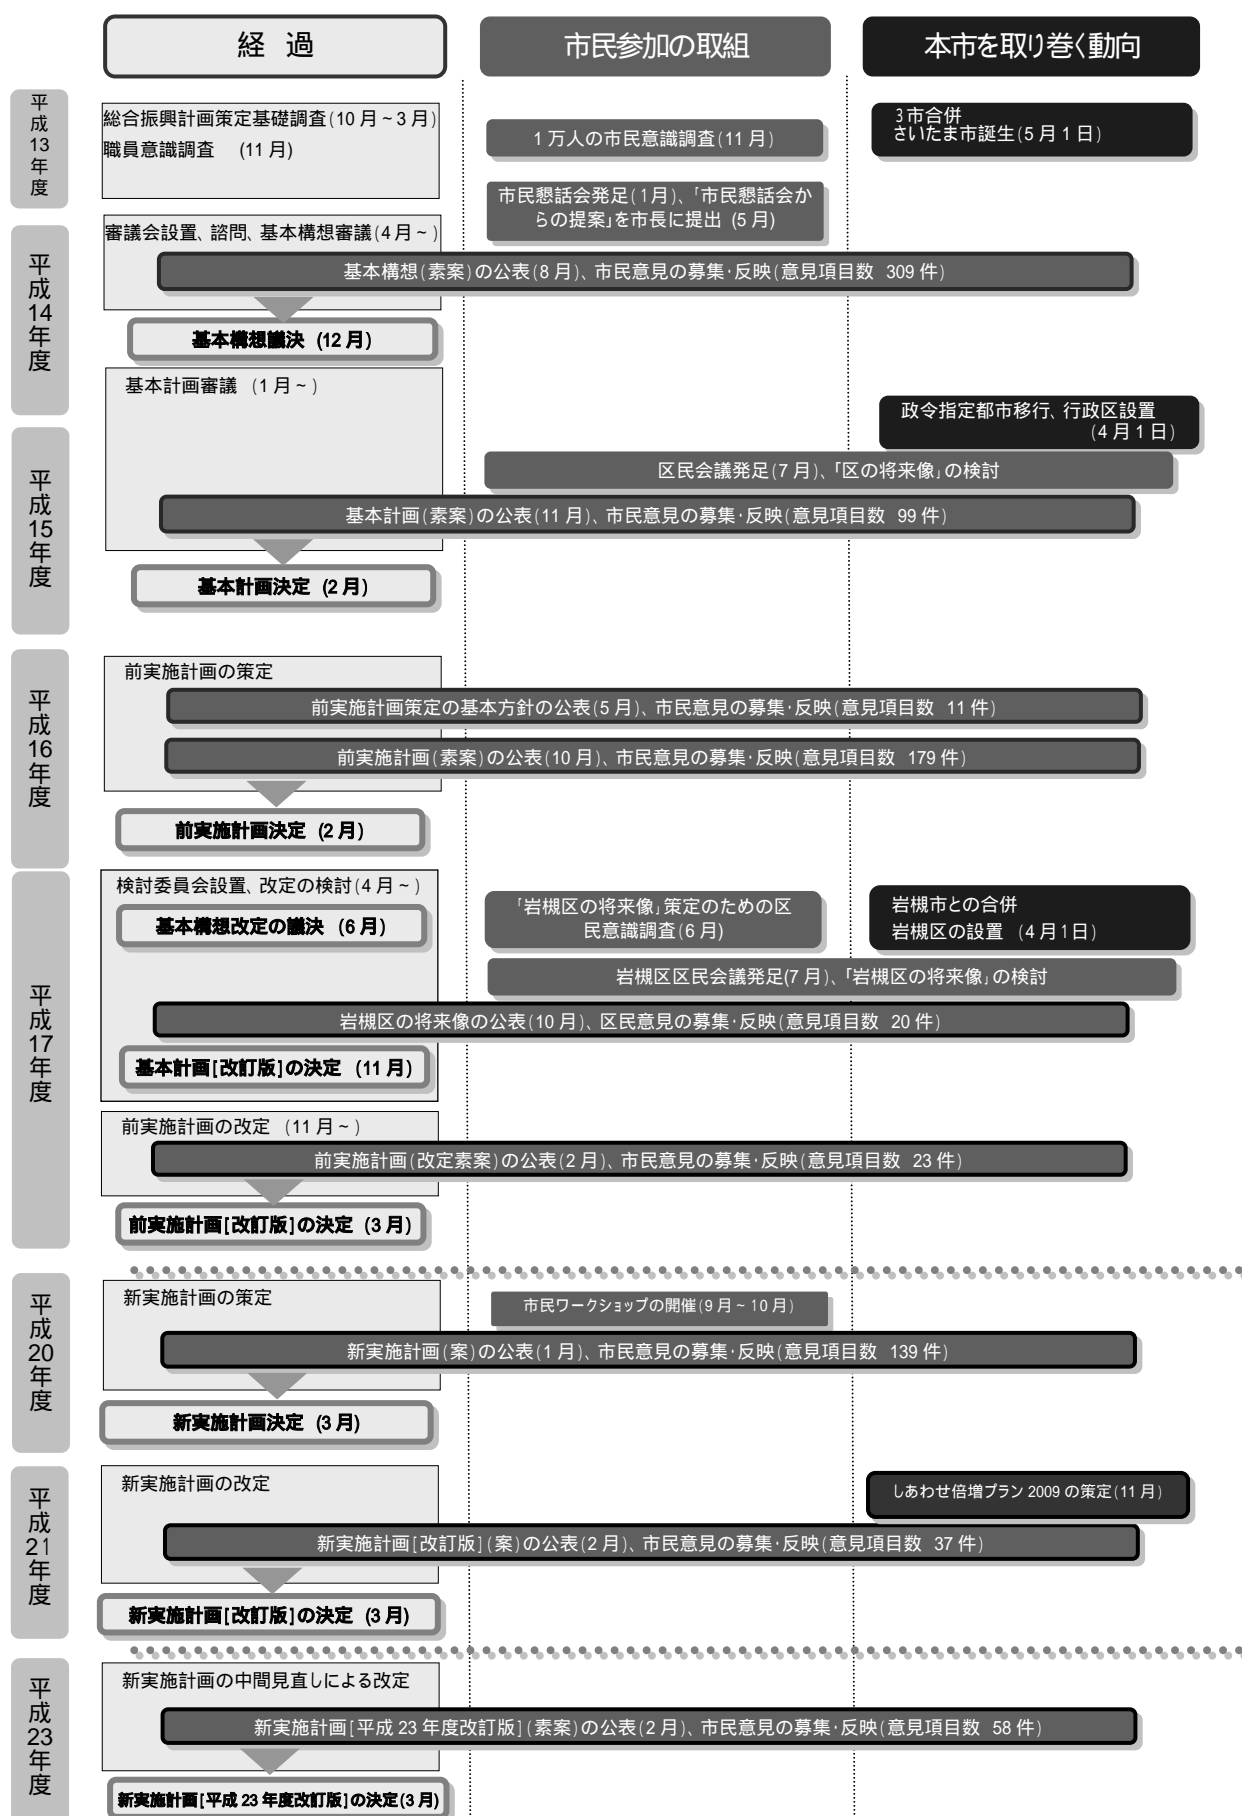 経 過
市民参加の取組
本市を取り巻く動向
平成13年度
総合振興計画策定基礎調査(10月~3月)
職員意識調査 (11月)
1万人の市民意識調査(11月)
3市合併
さいたま市誕生(5月1日)
市民懇話会発足(1月)、「市民懇話会か
らの提案」を市長に提出 (5月)
平成14年度
審議会設置、諮問、基本構想審議(4月~)
基本構想(素案)の公表(8月)、市民意見の募集・反映(意見項目数 309件)
基本構想議決 (12月)
基本計画審議 (1月~)
政令指定都市移行、行政区設置
(4月1日)
平成15年度
区民会議発足(7月)、「区の将来像」の検討
基本計画(素案)の公表(11月)、市民意見の募集・反映(意見項目数 99件)
基本計画決定 (2月)
平成16年度
前実施計画の策定
前実施計画策定の基本方針の公表(5月)、市民意見の募集・反映(意見項目数 11件)
前実施計画(素案)の公表(10月)、市民意見の募集・反映(意見項目数 179件)
前実施計画決定 (2月)
平成17年度
検討委員会設置、改定の検討(4月~)
基本構想改定の議決 (6月)
「岩槻区の将来像」策定のための区
民意識調査(6月)
岩槻市との合併
岩槻区の設置 (4月1日)
岩槻区区民会議発足(7月)、「岩槻区の将来像」の検討
岩槻区の将来像の公表(10月)、区民意見の募集・反映(意見項目数 20件)
基本計画[改訂版]の決定 (11月)
前実施計画の改定 (11月~)
前実施計画(改定素案)の公表(2月)、市民意見の募集・反映(意見項目数 23件)
前実施計画[改訂版]の決定 (3月)
平成20年度
新実施計画の策定
市民ワークショップの開催(9月~10月)
新実施計画(案)の公表(1月)、市民意見の募集・反映(意見項目数 139件)
新実施計画決定 (3月)
平成21年度
新実施計画の改定
しあわせ倍増プラン2009の策定(11月)
新実施計画[改訂版](案)の公表(2月)、市民意見の募集・反映(意見項目数 37件)
新実施計画[改訂版]の決定 (3月)
平成23年度
新実施計画の中間見直しによる改定
新実施計画[平成23年度改訂版](素案)の公表(2月)、市民意見の募集・反映(意見項目数 58件)
新実施計画[平成23年度改訂版]の決定(3月)